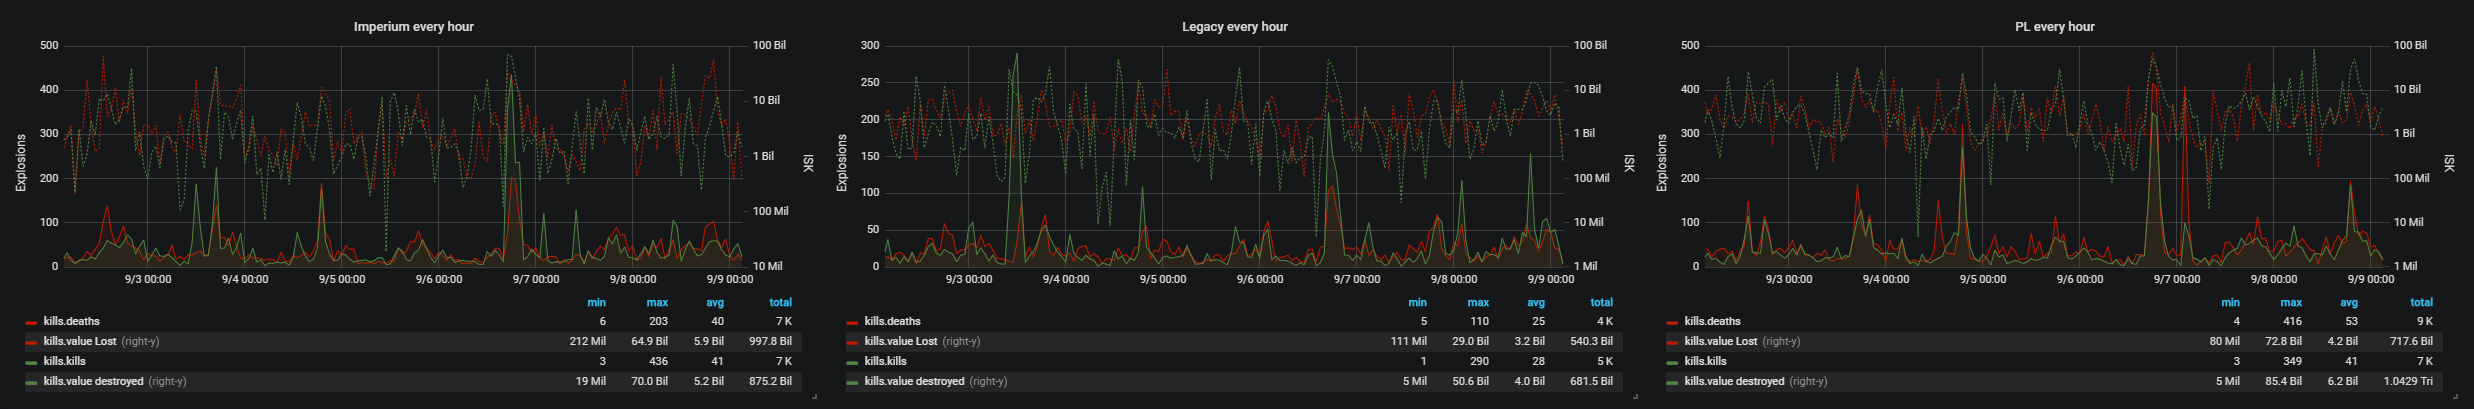 Imperium every hour
Explosions
ISK
500
400
300
200
100
0
100 Bil
10 Bil
1 Bil
100 Mil
10 Mil
9/3 00:00 9/4 00:00 9/5 00:00 9/6 00:00 9/7 00:00 9/8 00:00 9/9 00:00
min max avg total
kills.deaths 6 203 40 7 K
kills.value Lost (right-y) 212 Mil 64.9 Bil 5.9 Bil 997.8 Bil
kills.kills 3 436 41 7 K
kills.value destroyed (right-y) 19 Mil 70.0 Bil 5.2 Bil 875.2 Bil
Legacy every hour
Explosions
ISK
300
250
200
150
100
50
0
100 Bil
10 Bil
1 Bil
100 Mil
10 Mil
1 Mil
9/3 00:00 9/4 00:00 9/5 00:00 9/6 00:00 9/7 00:00 9/8 00:00 9/9 00:00
min max avg total
kills.deaths 5 110 25 4 K
kills.value Lost (right-y) 111 Mil 29.0 Bil 3.2 Bil 540.3 Bil
kills.kills 1 290 28 5 K
kills.value destroyed (right-y) 5 Mil 50.6 Bil 4.0 Bil 681.5 Bil
PL every hour
Explosions
ISK
500
400
300
200
100
0
100 Bil
10 Bil
1 Bil
100 Mil
10 Mil
1 Mil
9/3 00:00 9/4 00:00 9/5 00:00 9/6 00:00 9/7 00:00 9/8 00:00 9/9 00:00
min max avg total
kills.deaths 4 416 53 9 K
kills.value Lost (right-y) 80 Mil 72.8 Bil 4.2 Bil 717.6 Bil
kills.kills 3 349 41 7 K
kills.value destroyed (right-y) 5 Mil 85.4 Bil 6.2 Bil 1.0429 Tri